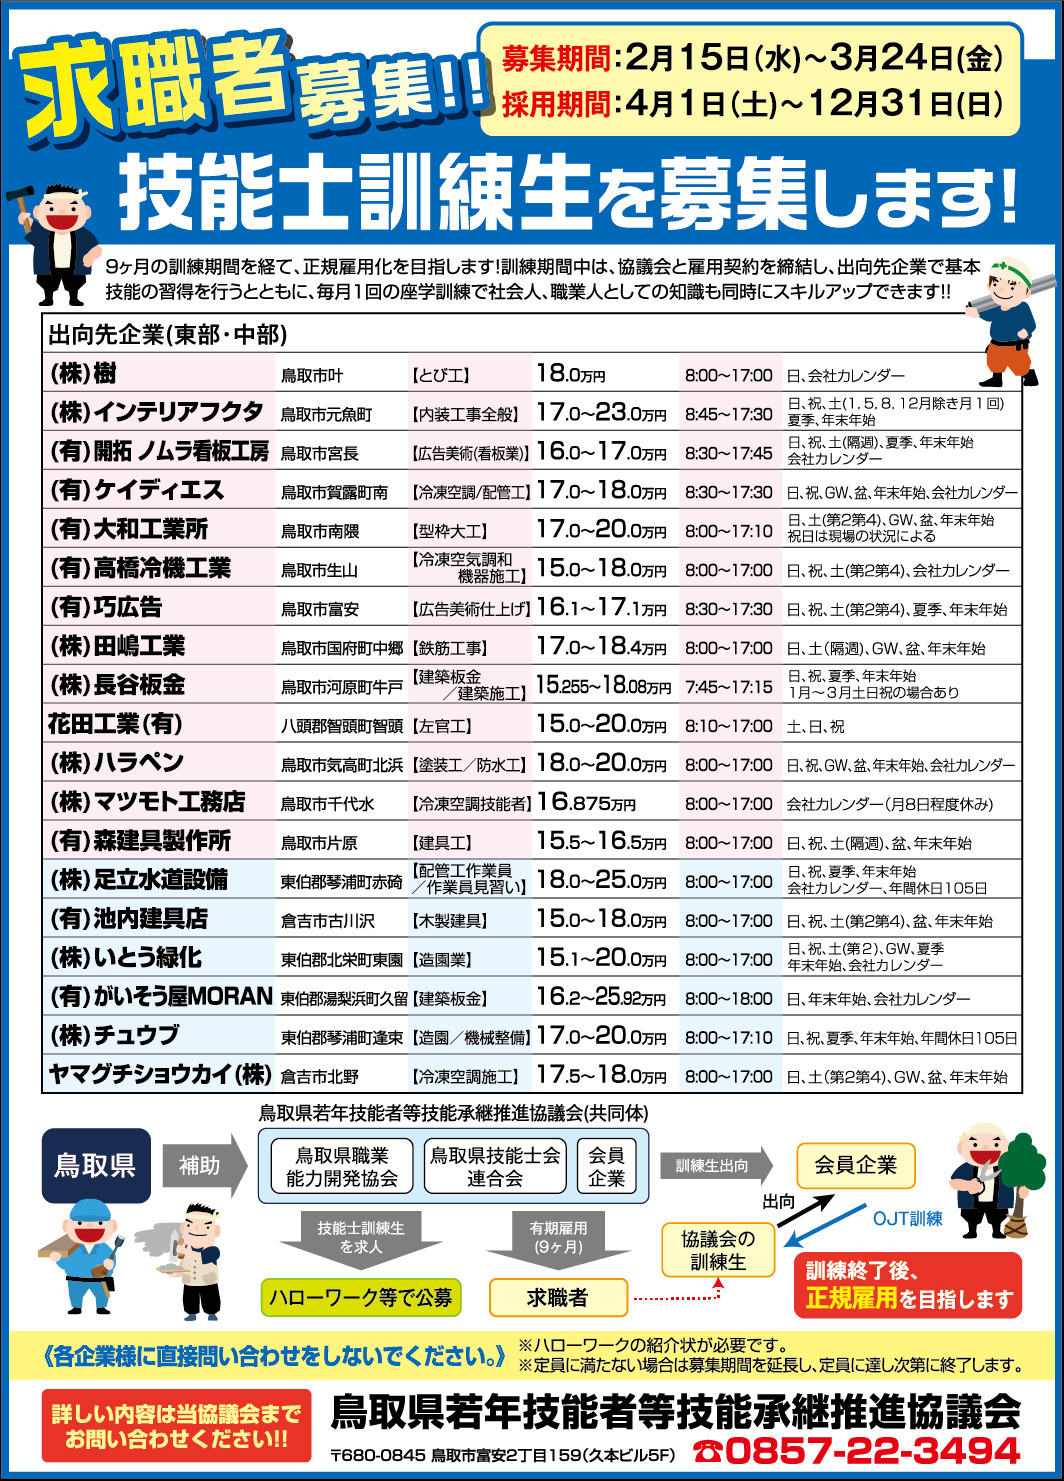 求職者募集!!
募集期間：2月15日(水)～3月24日(金)
採用期間：4月1日(土)～12月31日(日)
技能士訓練生を募集します!
9ヶ月の訓練期間を経て、正規雇用化を目指します！訓練期間中は、協議会と雇用契約を締結し、出向先企業で基本
技能の習得を行うとともに、毎月1回の座学訓練で社会人、職業人としての知識も同時にスキルアップできます!!
出向先企業(東部・中部)
(株)樹 鳥取市叶 【とび工】 18.0万円 8:00～17:00 日、会社カレンダー
(株)インテリアフクタ 鳥取市元魚町 【内装工事全般】 17.0～23.0万円 8:45～17:30 日、祝、土(1,5,8,12月除き月1回)
夏季、年末年始
(有)開拓 ノムラ看板工房 鳥取市宮長 【広告美術(看板業)】 16.0～17.0万円 8:30～17:45 日、祝、土(隔週)、夏季、年末年始
会社カレンダー
(有)ケイディエス 鳥取市賀露町南 【冷凍空調/配管工】 17.0～18.0万円 8:30～17:30 日、祝、GW、盆、年末年始、会社カレンダー
(有)大和工業所 鳥取市南隈 【型枠大工】 17.0～20.0万円 8:00～17:10 日、土(第2第4)、GW、盆、年末年始
祝日は現場の状況による
(有)高橋冷機工業 鳥取市生山 【冷凍空気調和
機器施工】 15.0～18.0万円 8:00～17:00 日、祝、土(第2第4)、会社カレンダー
(有)巧広告 鳥取市富安 【広告美術仕上げ】 16.1～17.1万円 8:30～17:30 日、祝、土(第2第4)、夏季、年末年始
(株)田嶋工業 鳥取市国府町中郷 【鉄筋工事】 17.0～18.4万円 8:00～17:00 日、土(隔週)、GW、盆、年末年始
(株)長谷板金 鳥取市河原町牛戸 【建築板金
／建築施工】 15.255～18.08万円 7:45～17:15 日、祝、夏季、年末年始
1月～3月土日祝の場合あり
花田工業(有) 八頭郡智頭町智頭 【左官工】 15.0～20.0万円 8:10～17:00 土、日、祝
(株)ハラペン 鳥取市気高町北浜 【塗装工／防水工】 18.0～20.0万円 8:00～17:00 日、祝、GW、盆、年末年始、会社カレンダー
(株)マツモト工務店 鳥取市千代水 【冷凍空調技能者】 16.875万円 8:00～17:00 会社カレンダー(月8日程度休み)
(有)森建具製作所 鳥取市片原 【建具工】 15.5～16.5万円 8:00～17:00 日、祝、土(隔週)、盆、年末年始
(株)足立水道設備 東伯郡琴浦町赤碕 【配管工作業員
／作業員見習い】 18.0～25.0万円 8:00～17:00 日、祝、夏季、年末年始
会社カレンダー、年間休日105日
(有)池内建具店 倉吉市古川沢 【木製建具】 15.0～18.0万円 8:00～17:00 日、祝、土(第2第4)、盆、年末年始
(株)いとう緑化 東伯郡北栄町東園 【造園業】 15.1～20.0万円 8:00～17:00 日、祝、土(第2)、GW、夏季
年末年始、会社カレンダー
(有)がいそう屋MORAN 東伯郡湯梨浜町久留 【建築板金】 16.2～25.92万円 8:00～18:00 日、年末年始、会社カレンダー
(株)チュウブ 東伯郡琴浦町逢束 【造園／機械整備】 17.0～20.0万円 8:00～17:10 日、祝、夏季、年末年始、年間休日105日
ヤマグチショウカイ(株) 倉吉市北野 【冷凍空調施工】 17.5～18.0万円 8:00～17:00 日、土(第2第4)、GW、盆、年末年始
鳥取県若年技能者等技能承継推進協議会(共同体)
鳥取県
補助
鳥取県職業
能力開発協会
鳥取県技能士会
連合会
会員
企業
訓練生出向
会員企業
出向
OJT訓練
技能士訓練生
を求人
有期雇用
(9ヶ月)
協議会の
訓練生
ハローワーク等で公募
求職者
訓練終了後、
正規雇用を目指します
《各企業様に直接問い合わせをしないでください。》
※ハローワークの紹介状が必要です。
※定員に満たない場合は募集期間を延長し、定員に達し次第に終了します。
詳しい内容は当協議会まで
お問い合わせください!!
鳥取県若年技能者等技能承継推進協議会
〒680-0845 鳥取市富安2丁目159(久本ビル5F) ☎0857-22-3494